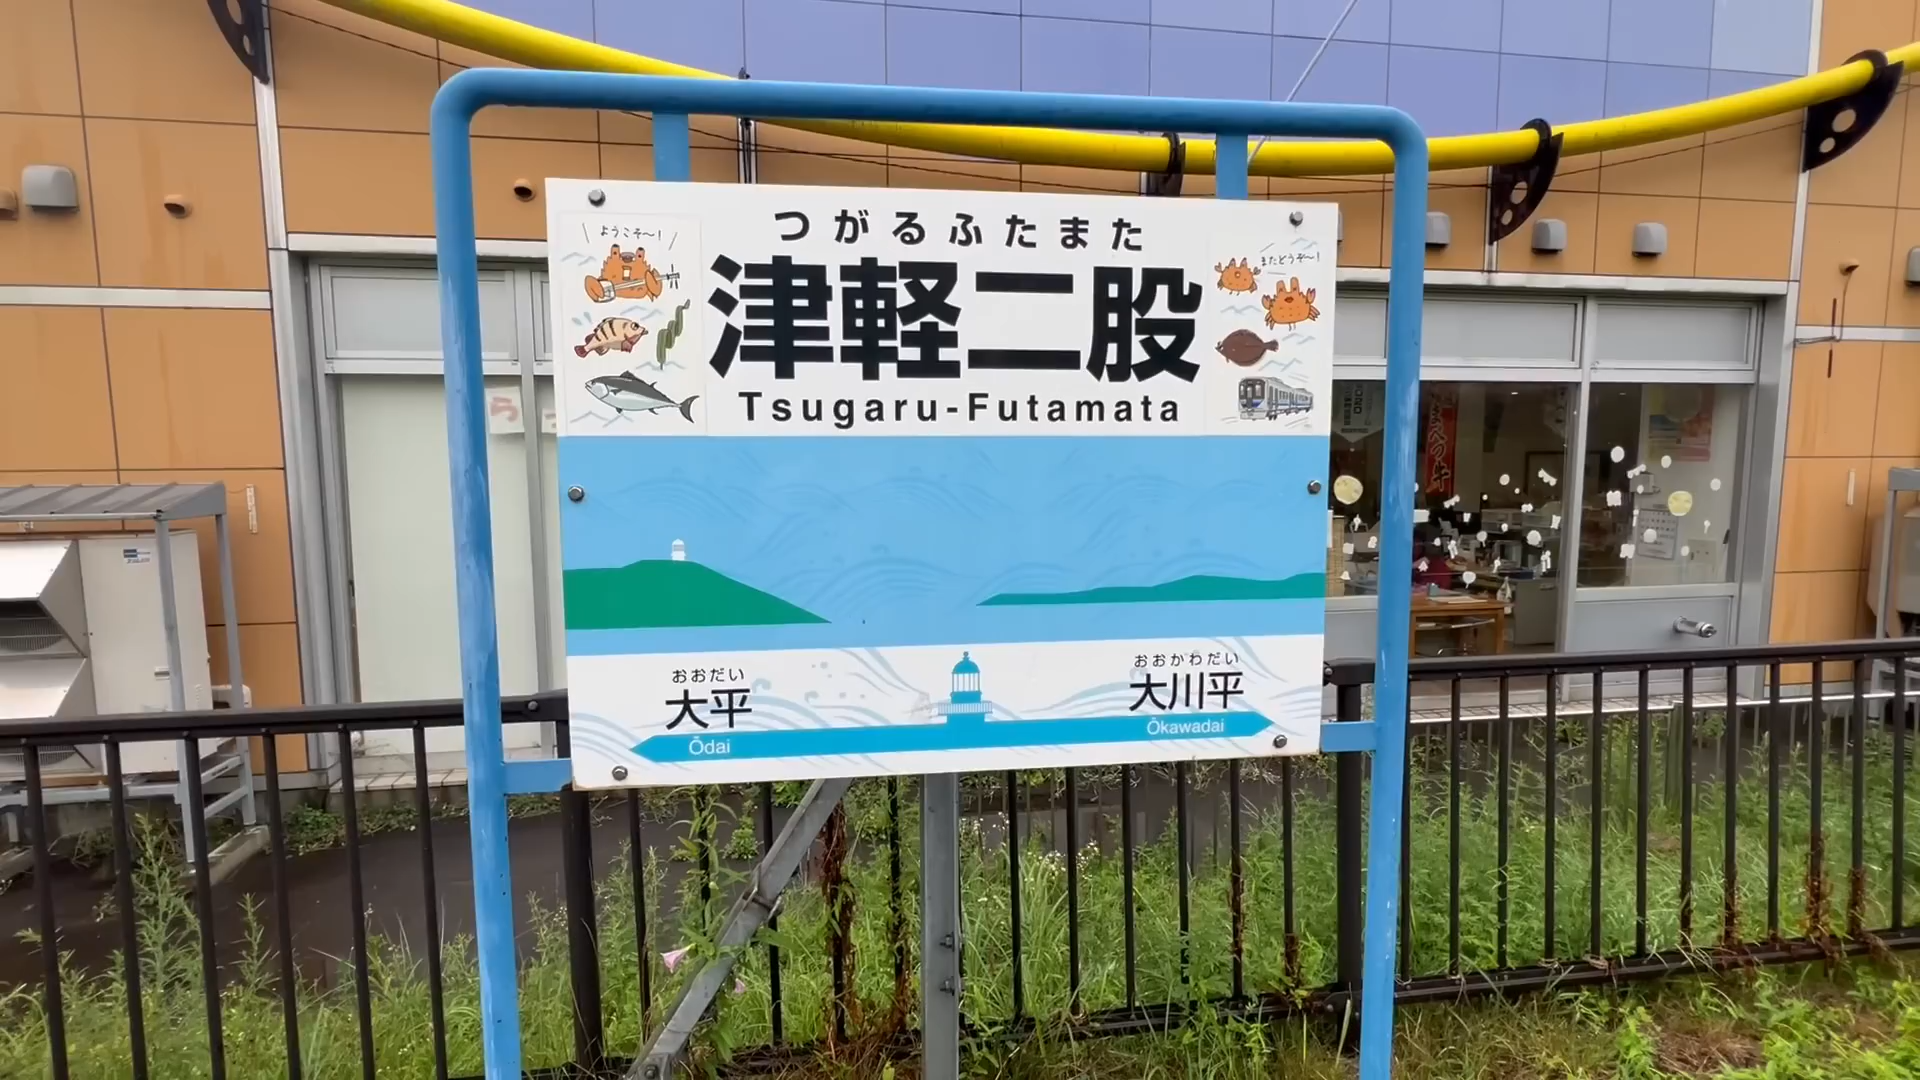 つがるふたまた
ようこそ〜!
またどうぞ〜!
津軽二股
Tsugaru-Futamata
おおだい
大平
Ōdai
おおかわだい
大川平
Ōkawadai